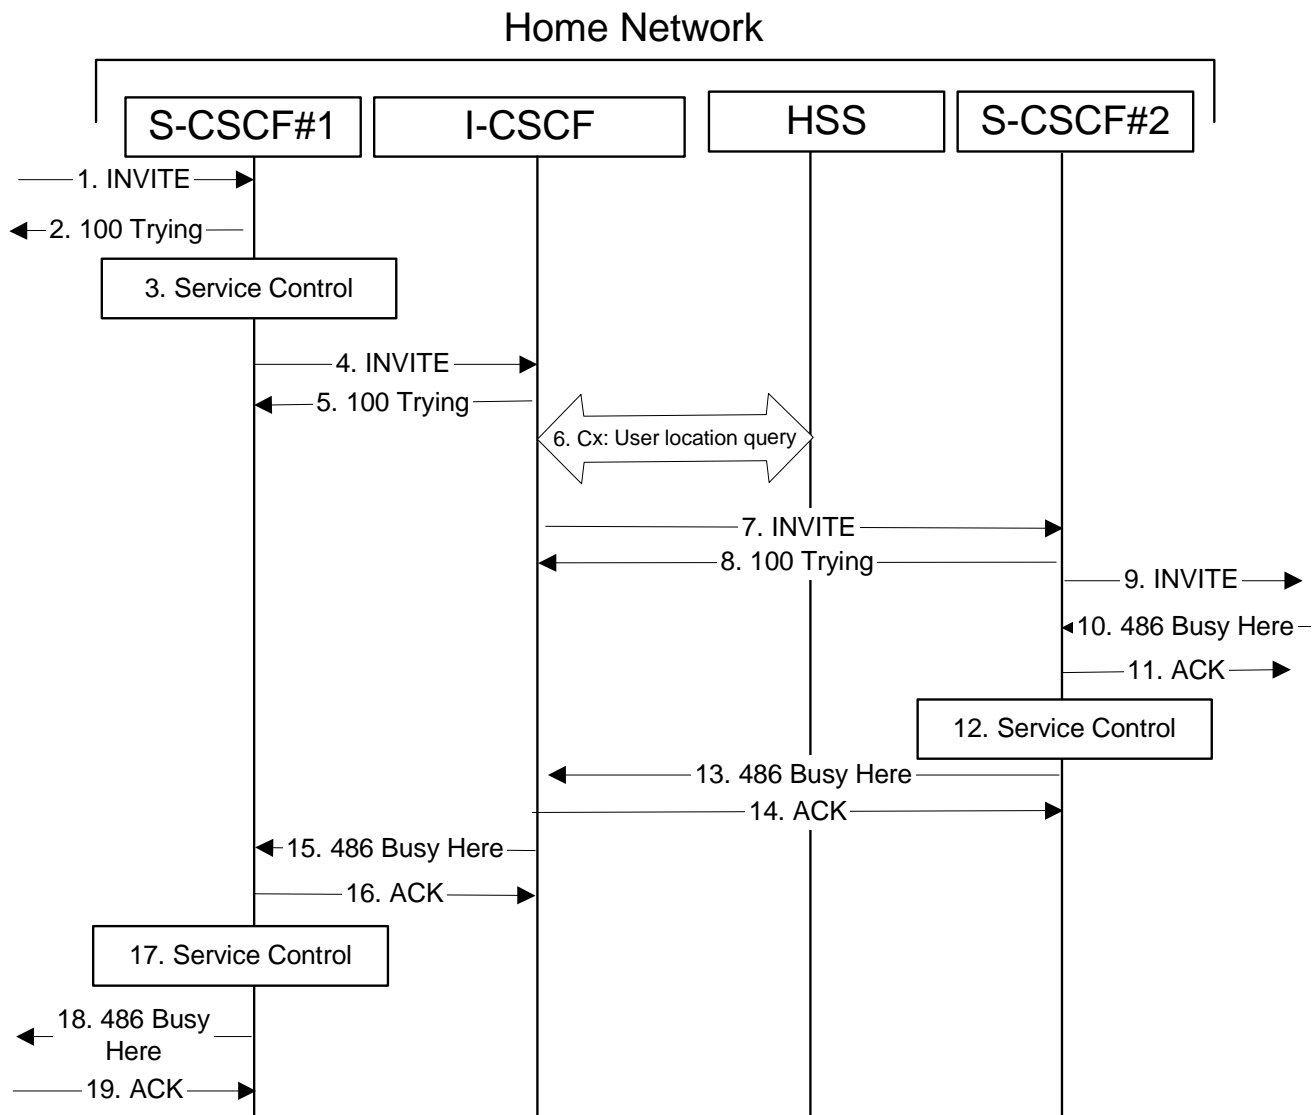 Home Network
S-CSCF#1
I-CSCF
HSS
S-CSCF#2
1. INVITE
2. 100 Trying
3. Service Control
4. INVITE
5. 100 Trying
6. Cx: User location query
7. INVITE
8. 100 Trying
9. INVITE
10. 486 Busy Here
11. ACK
12. Service Control
13. 486 Busy Here
14. ACK
15. 486 Busy Here
16. ACK
17. Service Control
18. 486 Busy
Here
19. ACK